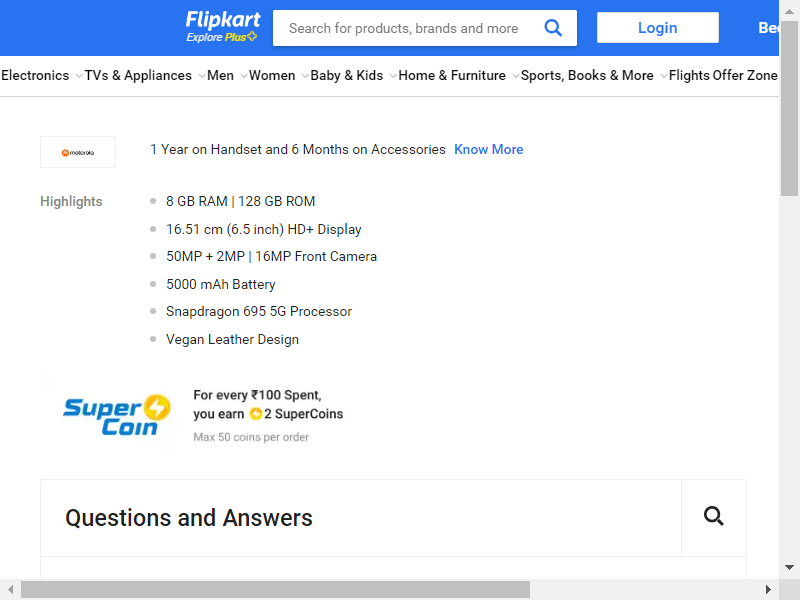 Flipkart
Explore Plus
Search for products, brands and more
Login
Bec
Electronics TVs & Appliances Men Women Baby & Kids Home & Furniture Sports, Books & More Flights Offer Zone
motorola
1 Year on Handset and 6 Months on Accessories Know More
Highlights
8 GB RAM | 128 GB ROM
16.51 cm (6.5 inch) HD+ Display
50MP + 2MP | 16MP Front Camera
5000 mAh Battery
Snapdragon 695 5G Processor
Vegan Leather Design
Super Coin
For every ₹100 Spent,
you earn 2 SuperCoins
Max 50 coins per order
Questions and Answers